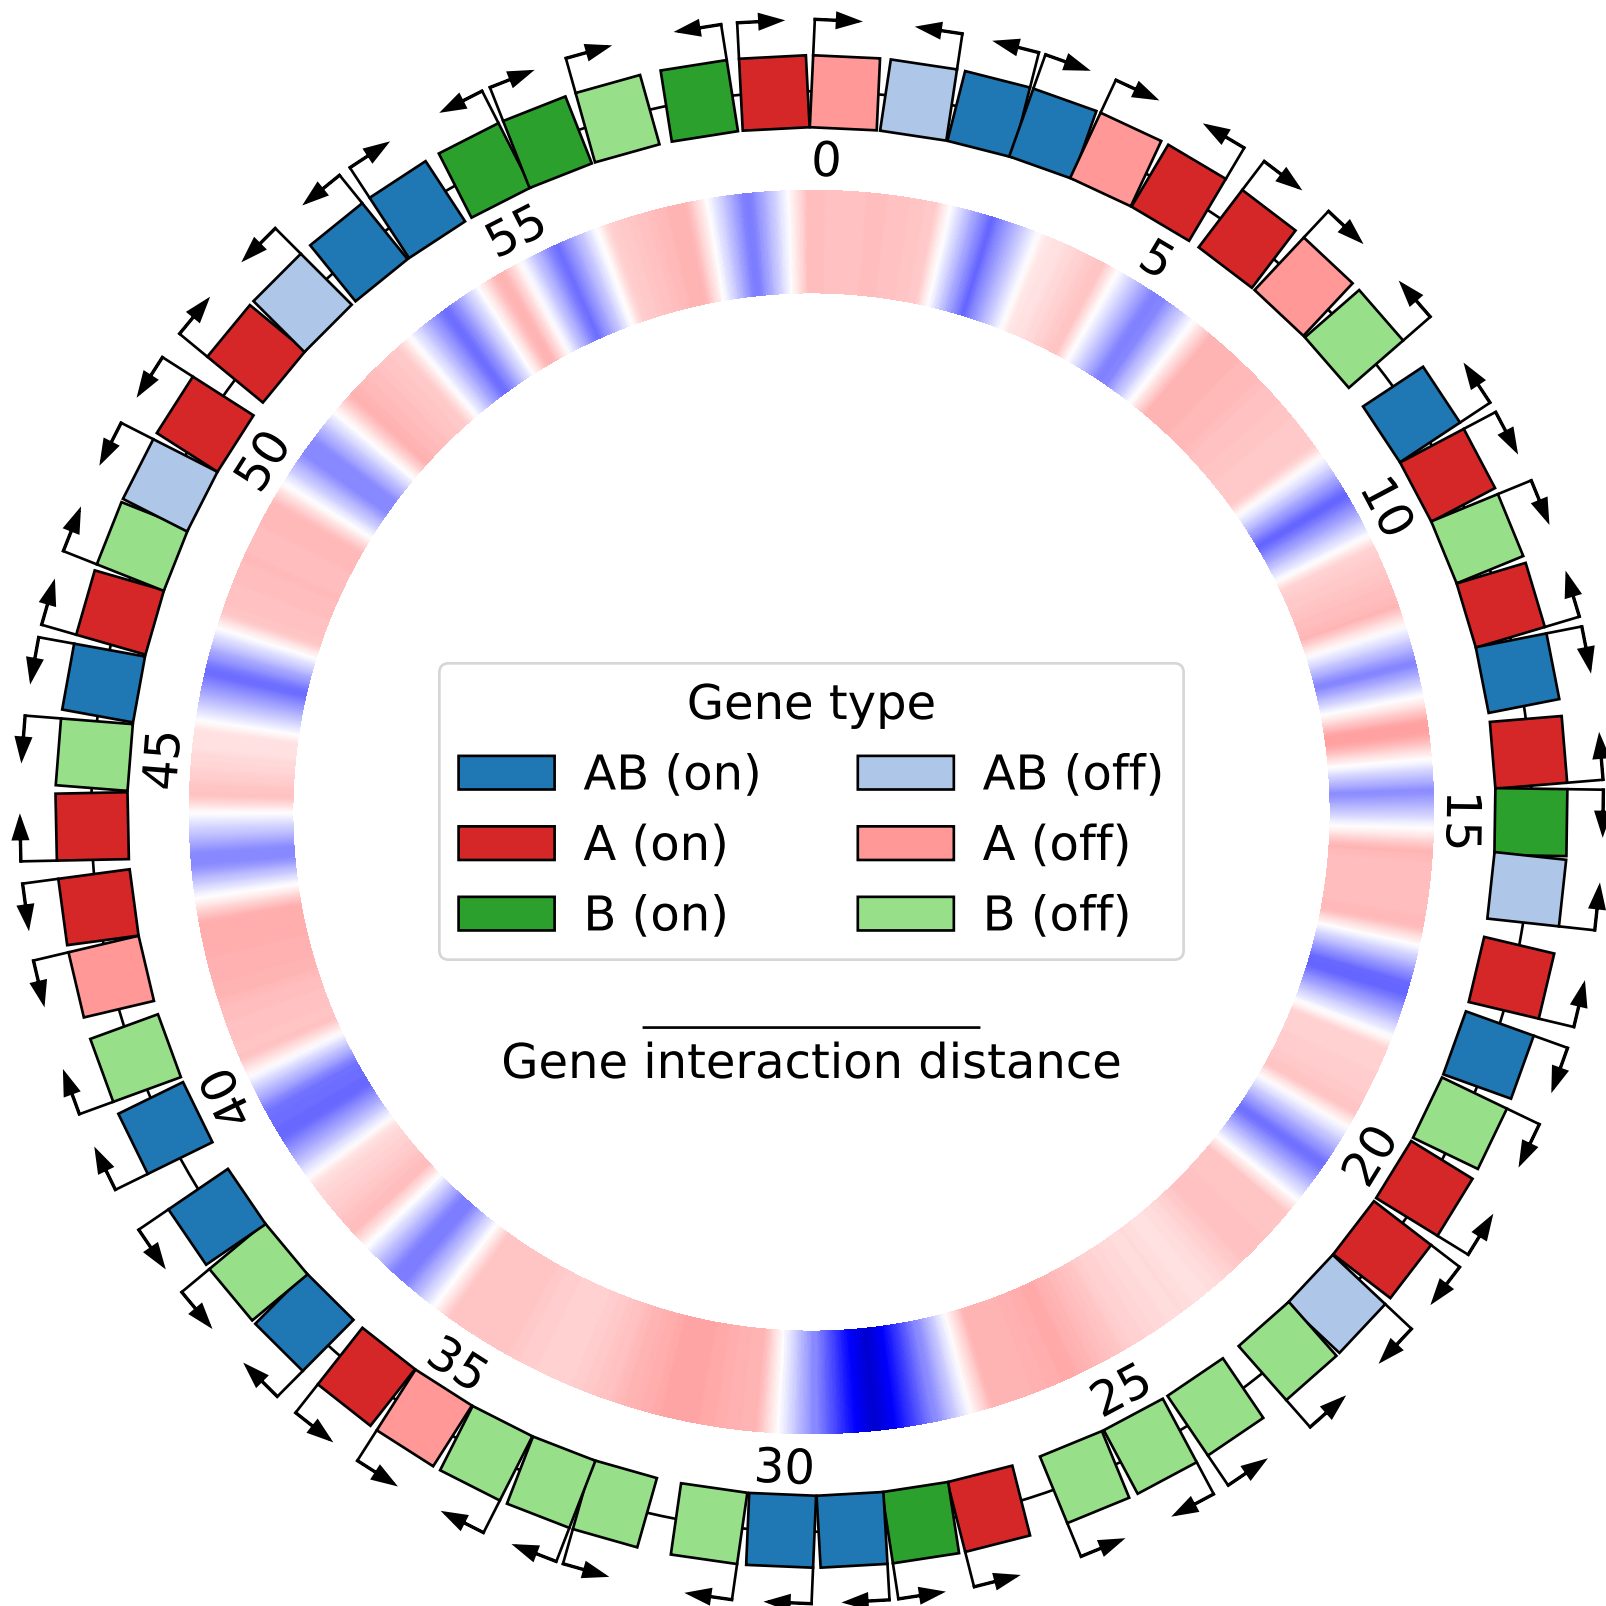 0
5
10
15
20
25
30
35
40
45
50
55
Gene type
AB (on) AB (off)
A (on) A (off)
B (on) B (off)
Gene interaction distance